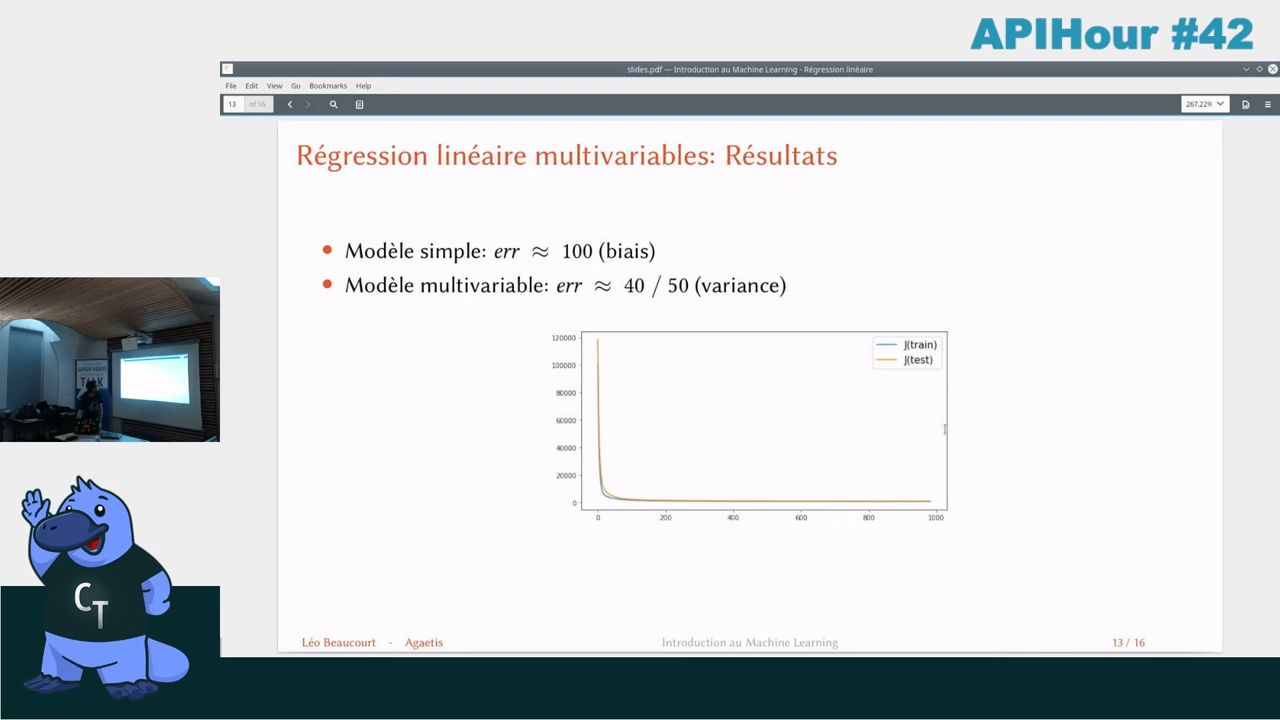 APIHour #42
slides.pdf — Introduction au Machine Learning - Régression linéaire
File Edit View Go Bookmarks Help
13 of 16
267,22%
Régression linéaire multivariables: Résultats
Modèle simple: err ≈ 100 (biais)
Modèle multivariable: err ≈ 40 / 50 (variance)
J(train)
J(test)
120000
100000
80000
60000
40000
20000
0
0 200 400 600 800 1000
TALK
CT
Léo Beaucourt - Agaetis Introduction au Machine Learning 13 / 16